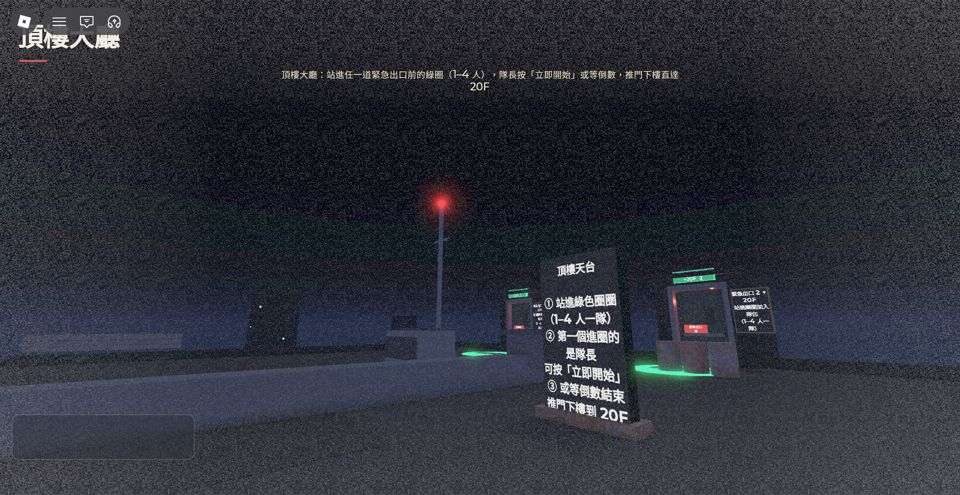 頂樓大廳
頂樓大廳：站進任一道緊急出口前的綠圈（1–4 人），隊長按「立即開始」或等倒數，推門下樓直達
20F
頂樓天台
① 站進綠色圈圈
（1–4 人一隊）
② 第一個進圈的
是隊長
可按「立即開始」
③ 或等倒數結束
推門下樓到 20F
緊急出口 2
20F